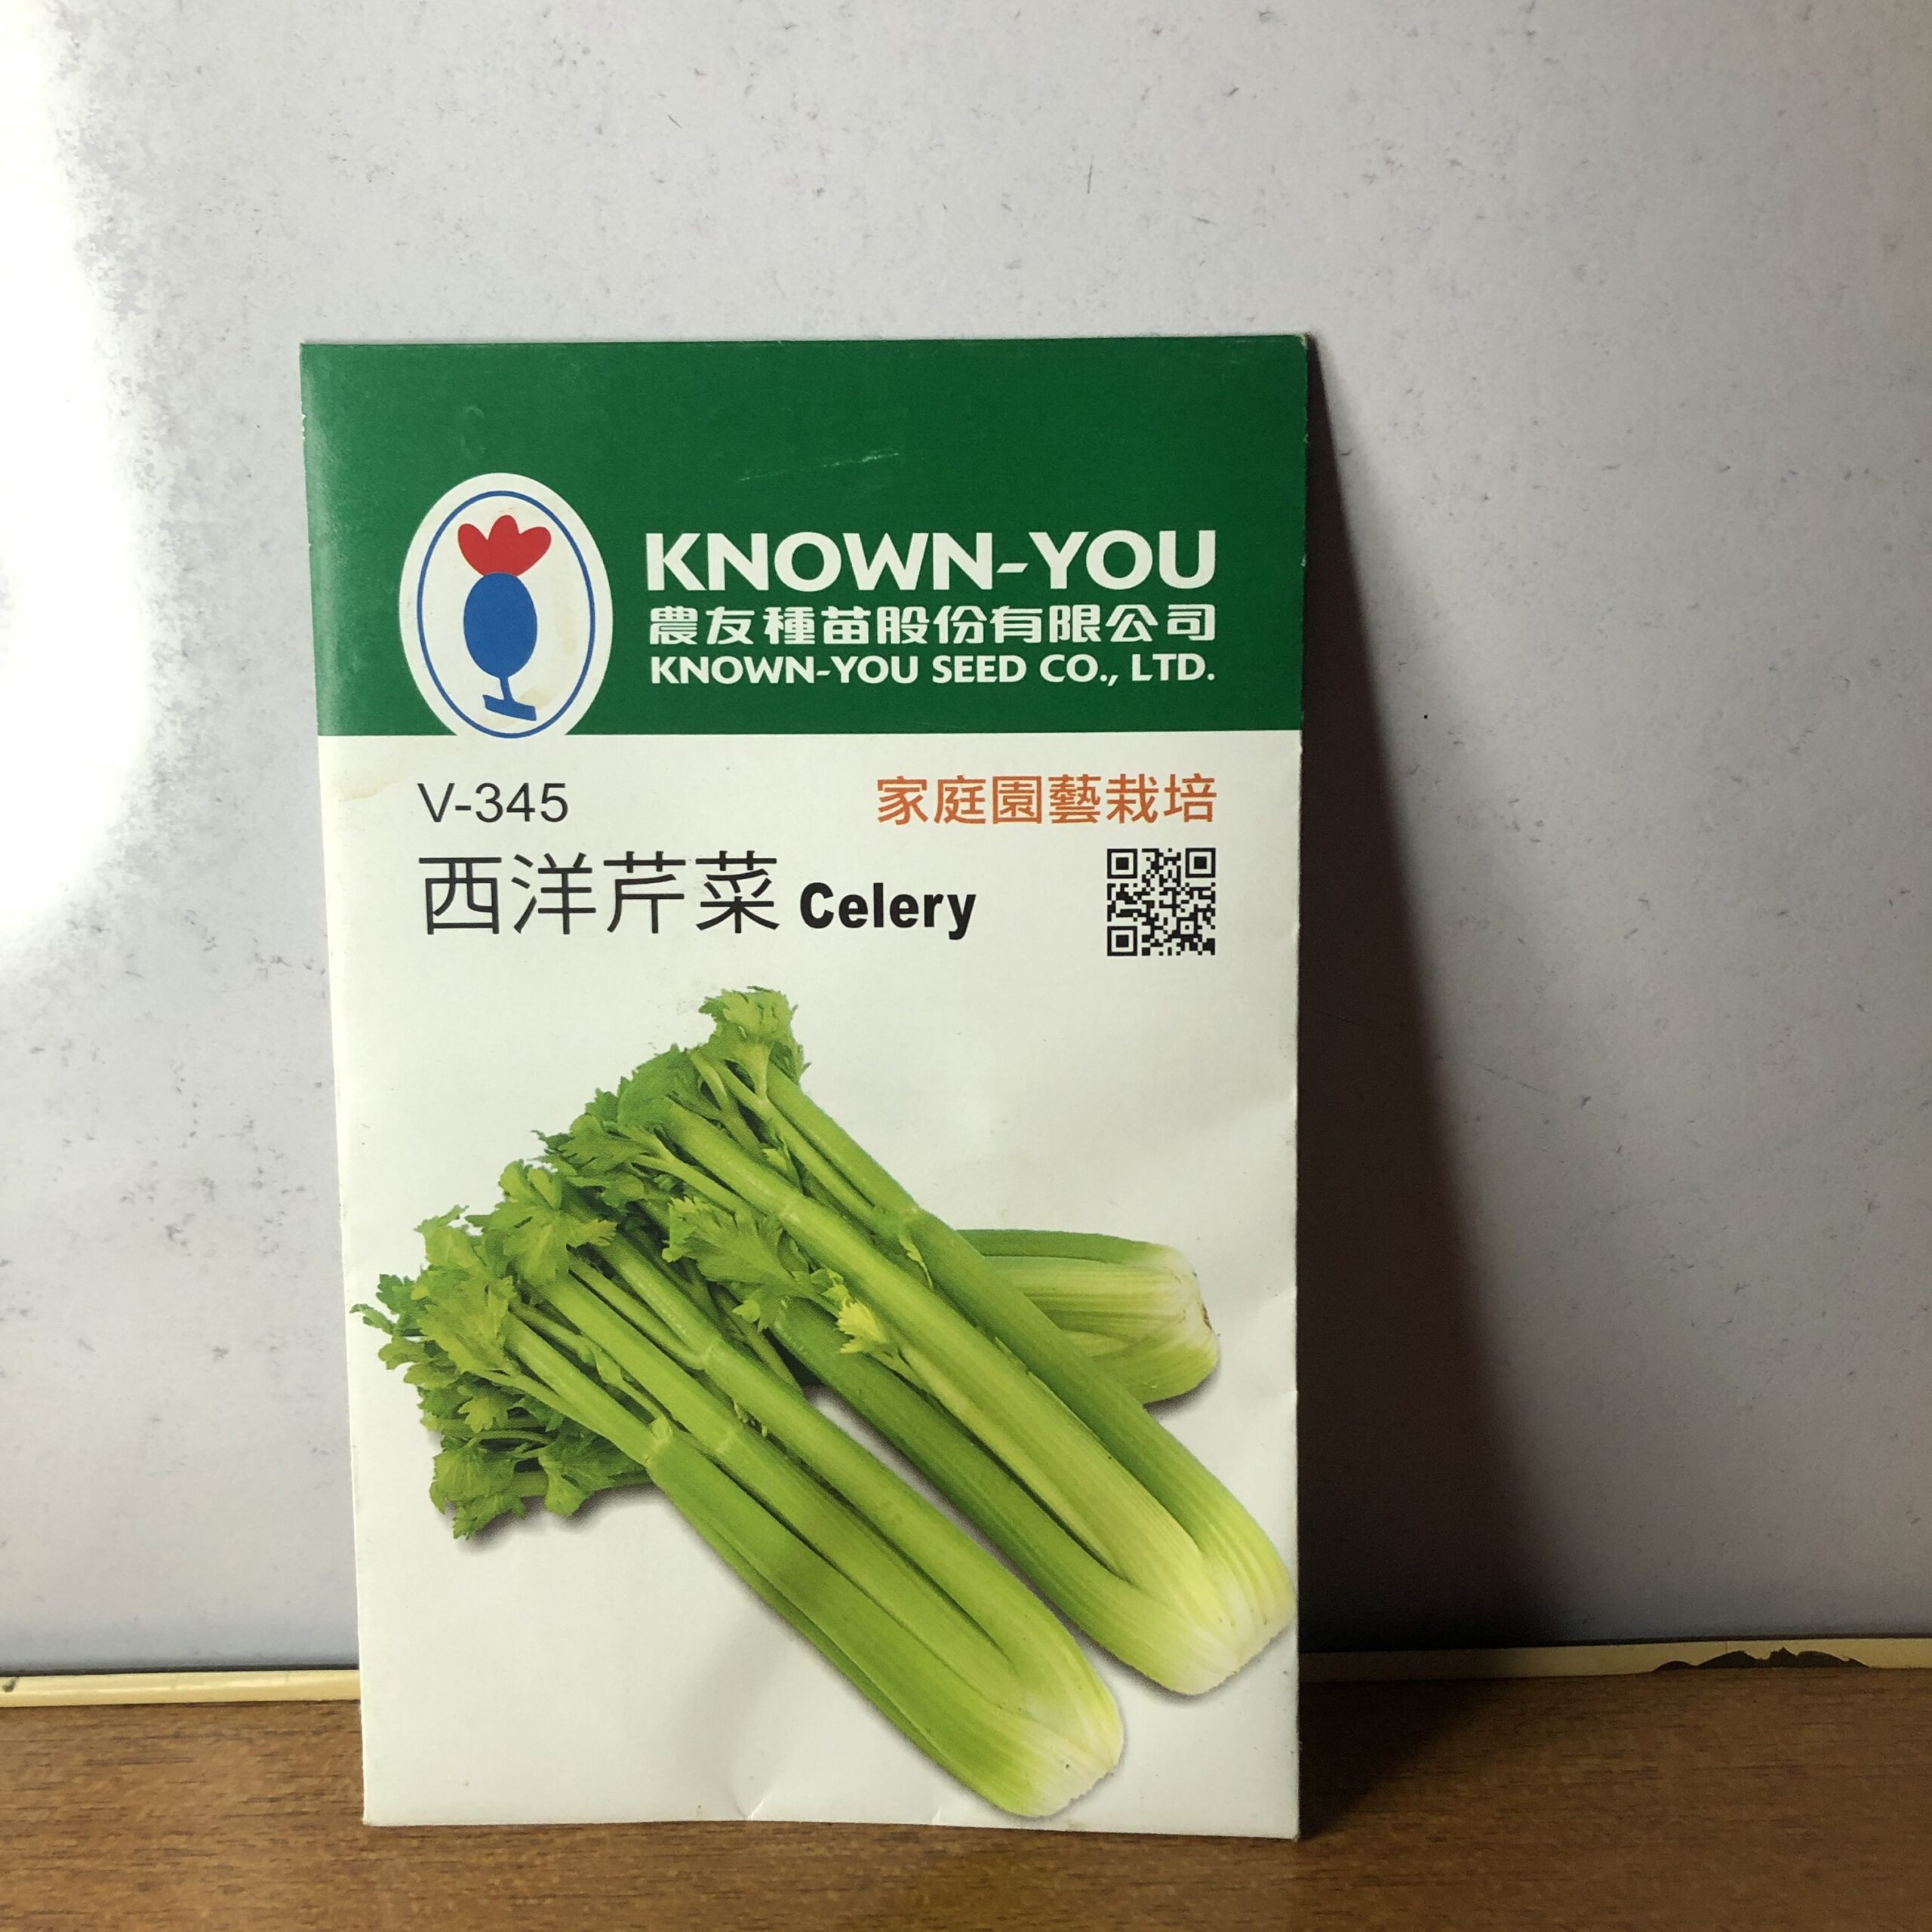 KNOWN-YOU
農友種苗股份有限公司
KNOWN-YOU SEED CO., LTD.
V-345
家庭園藝栽培
西洋芹菜 Celery